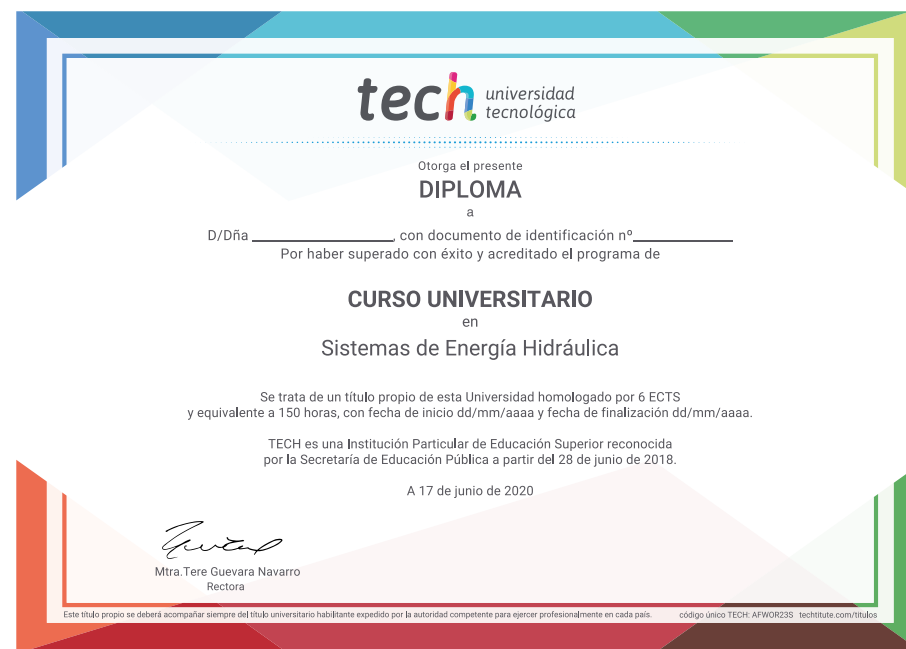 tech universidad
tecnológica
Otorga el presente
DIPLOMA
a
D/Dña ________________, con documento de identificación nº____________
Por haber superado con éxito y acreditado el programa de
CURSO UNIVERSITARIO
en
Sistemas de Energía Hidráulica
Se trata de un título propio de esta Universidad homologado por 6 ECTS
y equivalente a 150 horas, con fecha de inicio dd/mm/aaaa y fecha de finalización dd/mm/aaaa.
TECH es una Institución Particular de Educación Superior reconocida
por la Secretaría de Educación Pública a partir del 28 de junio de 2018.
A 17 de junio de 2020
Mtra.Tere Guevara Navarro
Rectora
Este título propio se deberá acompañar siempre del título universitario habilitante expedido por la autoridad competente para ejercer profesionalmente en cada país. código único TECH: AFWOR23S techtitute.com/titulos